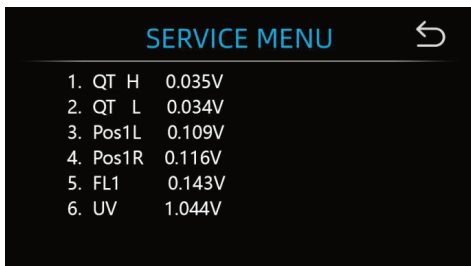 SERVICE MENU
1. QT H 0.035V
2. QT L 0.034V
3. Pos1L 0.109V
4. Pos1R 0.116V
5. FL1 0.143V
6. UV 1.044V